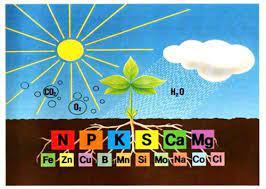 CO₂
O₂
H₂O
N P K S Ca Mg
Fe Zn Cu B Mn Si Mo Na Co Cl